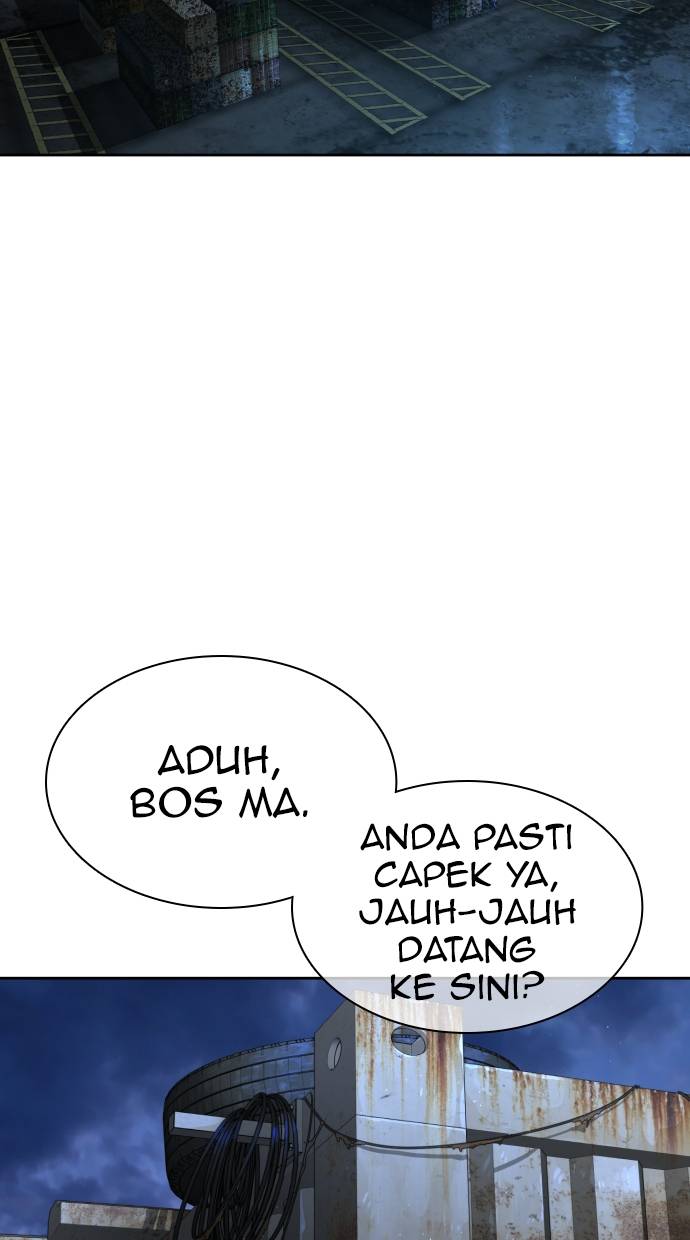 ADUH,
BOS MA.
ANDA PASTI
CAPEK YA,
JAUH-JAUH
DATANG
KE SINI?